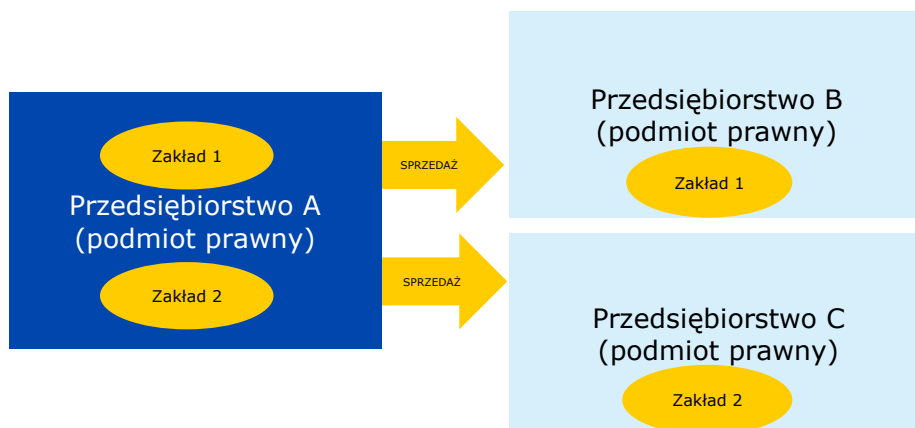 Zakład 1
Przedsiębiorstwo A
(podmiot prawny)
Zakład 2
SPRZEDAŻ
SPRZEDAŻ
Przedsiębiorstwo B
(podmiot prawny)
Zakład 1
Przedsiębiorstwo C
(podmiot prawny)
Zakład 2